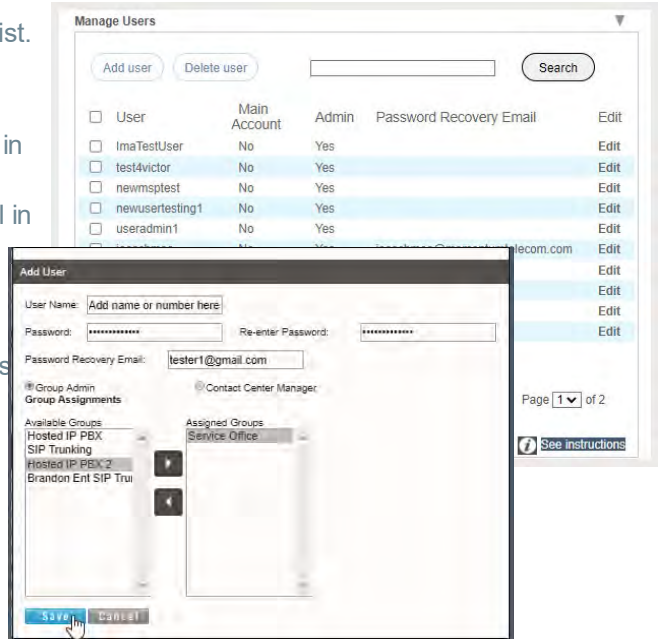 ist.
in
l in
s
Manage Users
Add user Delete user Search
User Main Account Admin Password Recovery Email Edit
ImaTestUser No Yes Edit
test4victor No Yes Edit
newmsptest No Yes Edit
newusertesting1 No Yes Edit
useradmin1 No Yes Edit
Edit
Edit
Edit
Edit
Page 1 of 2
See instructions
Add User
User Name: Add name or number here
Password: ************* Re-enter Password: *************
Password Recovery Email: tester1@gmail.com
Group Admin Contact Center Manager
Group Assignments
Available Groups Assigned Groups
Hosted IP PBX Service Office
SIP Trunking
Hosted IP PBX 2
Brandon Ent SIP Tru
Save Cancel